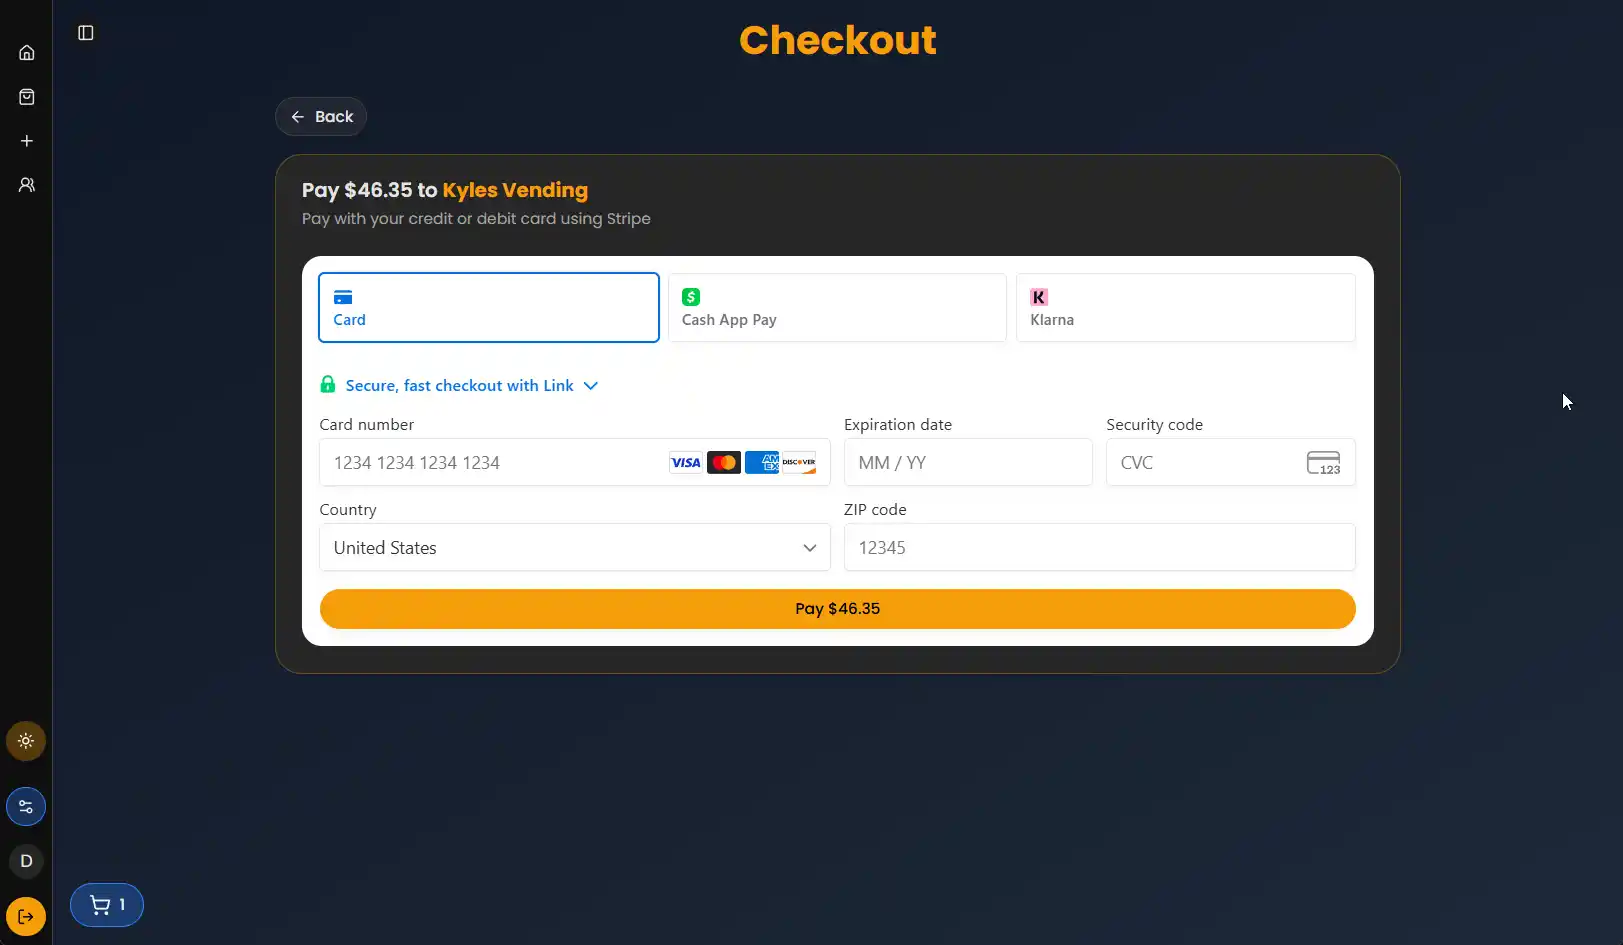 Checkout
Back
Pay $46.35 to Kyles Vending
Pay with your credit or debit card using Stripe
Card
Cash App Pay
Klarna
Secure, fast checkout with Link
Card number
Expiration date
Security code
1234 1234 1234 1234
VISA
AM EX
DISCOVER
MM / YY
CVC
123
Country
ZIP code
United States
12345
Pay $46.35
D
1